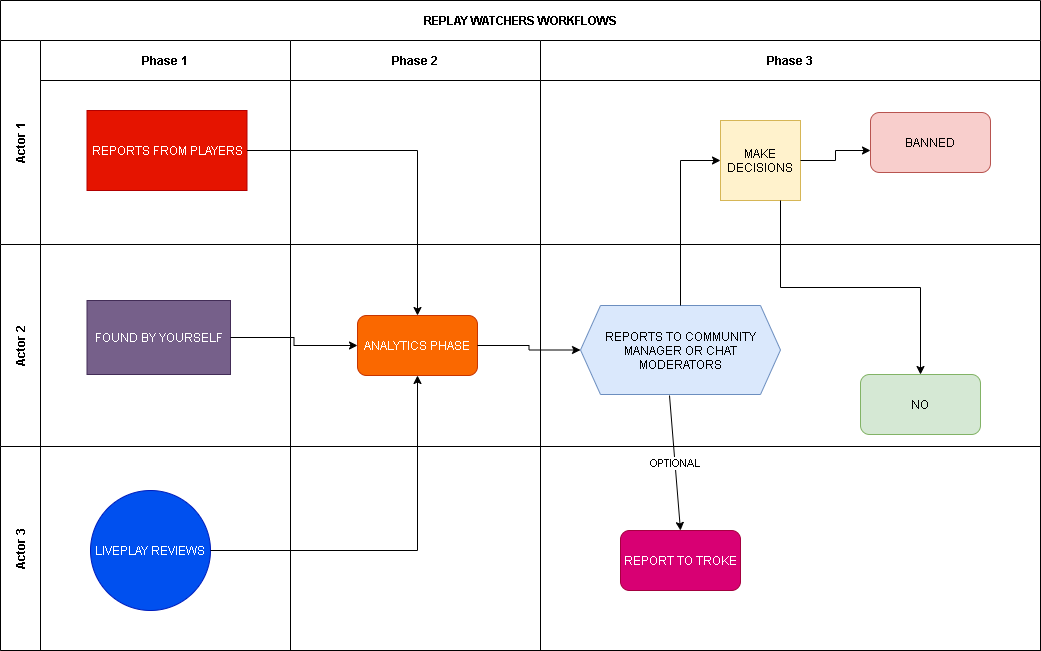 REPLAY WATCHERS WORKFLOWS
Phase 1
Phase 2
Phase 3
Actor 1
REPORTS FROM PLAYERS
MAKE
DECISIONS
BANNED
Actor 2
FOUND BY YOURSELF
ANALYTICS PHASE
REPORTS TO COMMUNITY
MANAGER OR CHAT
MODERATORS
NO
OPTIONAL
Actor 3
LIVEPLAY REVIEWS
REPORT TO TROKE